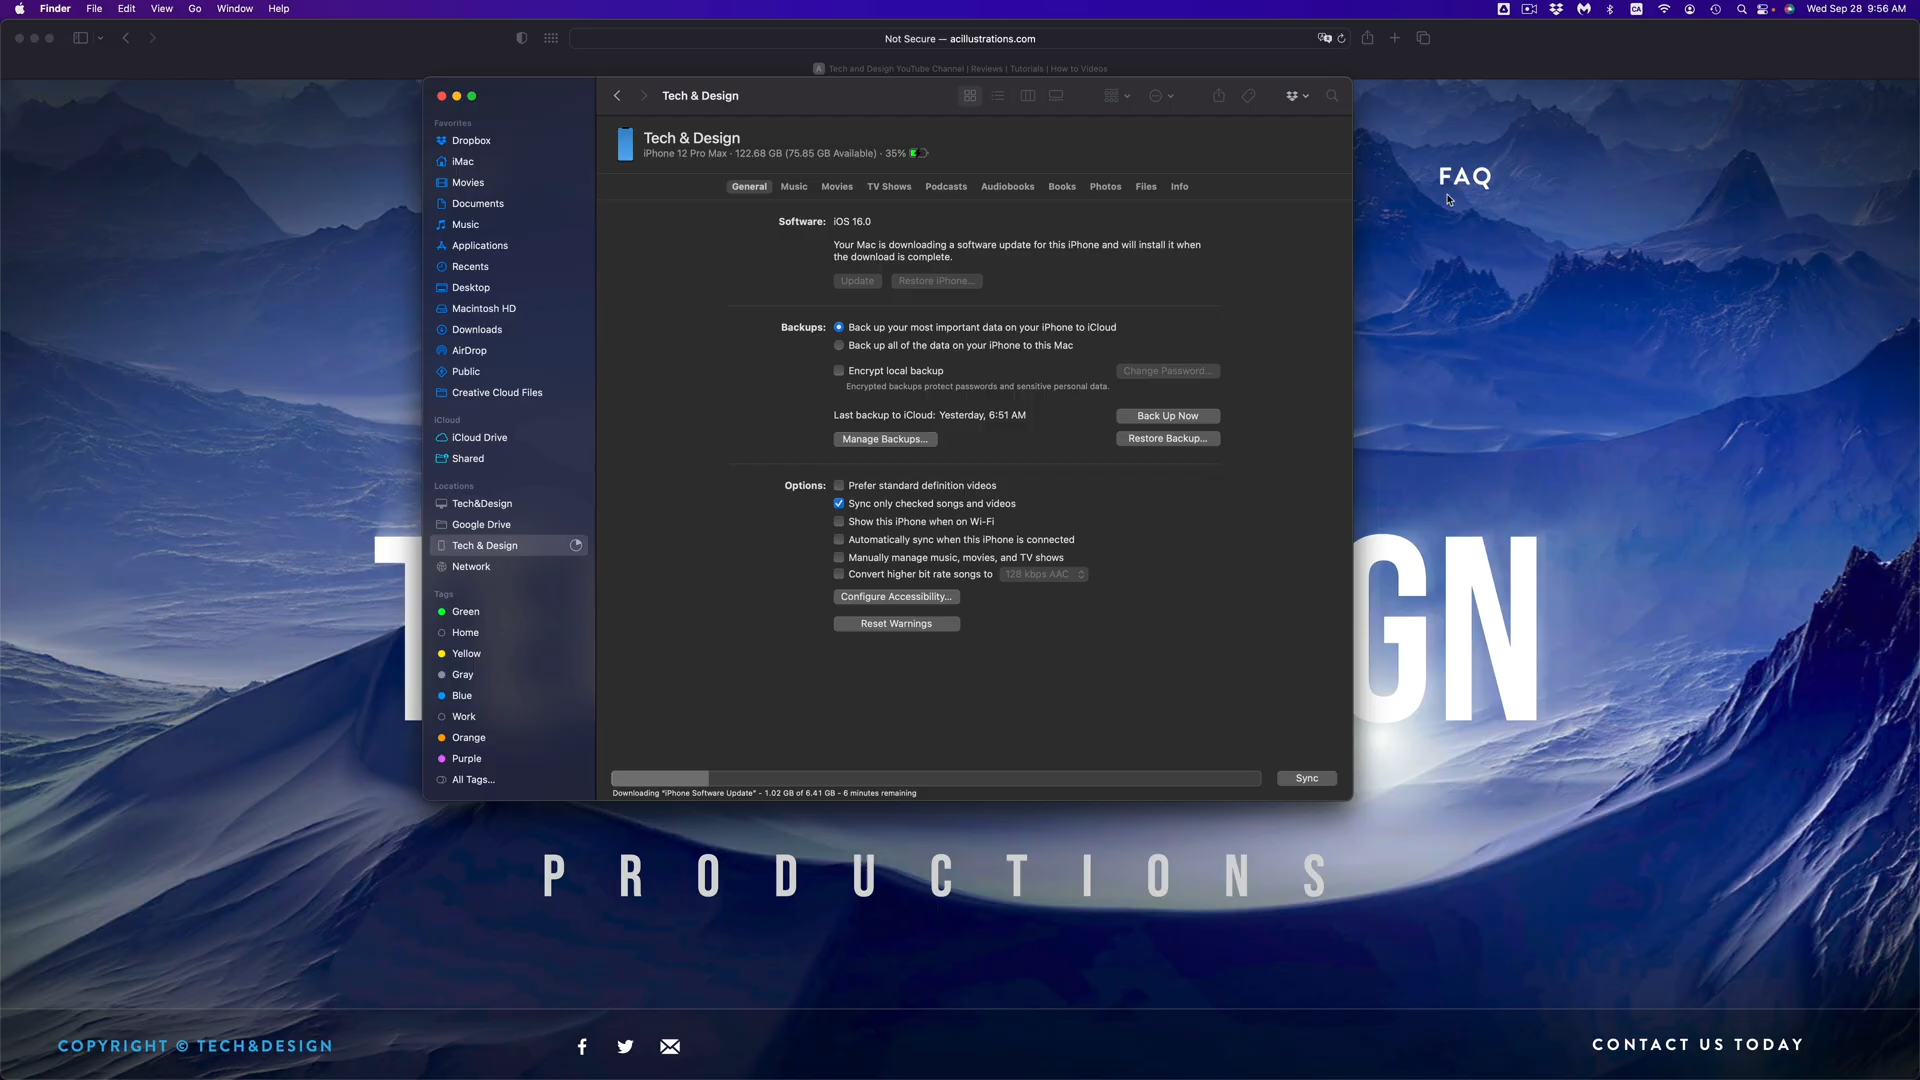 Finder File Edit View Go Window Help
CA
Wed Sep 28 9:56 AM
Not Secure — acillustrations.com
A Tech and Design YouTube Channel | Reviews | Tutorials | How to Videos
Tech & Design
Favorites
Dropbox
iMac
Movies
Documents
Music
Applications
Recents
Desktop
Macintosh HD
Downloads
AirDrop
Public
Creative Cloud Files
iCloud
iCloud Drive
Shared
Locations
Tech&Design
Google Drive
Tech & Design
Network
Tags
Green
Home
Yellow
Gray
Blue
Work
Orange
Purple
All Tags...
Tech & Design
iPhone 12 Pro Max · 122.68 GB (75.85 GB Available) · 35%
General Music Movies TV Shows Podcasts Audiobooks Books Photos Files Info
Software: iOS 16.0
Your Mac is downloading a software update for this iPhone and will install it when
the download is complete.
Update Restore iPhone...
Backups: Back up your most important data on your iPhone to iCloud
Back up all of the data on your iPhone to this Mac
Encrypt local backup Change Password...
Encrypted backups protect passwords and sensitive personal data.
Last backup to iCloud: Yesterday, 6:51 AM Back Up Now
Manage Backups... Restore Backup...
Options: Prefer standard definition videos
Sync only checked songs and videos
Show this iPhone when on Wi-Fi
Automatically sync when this iPhone is connected
Manually manage music, movies, and TV shows
Convert higher bit rate songs to 128 kbps AAC
Configure Accessibility...
Reset Warnings
Sync
Downloading "iPhone Software Update" - 1.02 GB of 6.41 GB - 6 minutes remaining
FAQ
T
GN
PRODUCTIONS
COPYRIGHT © TECH&DESIGN
CONTACT US TODAY